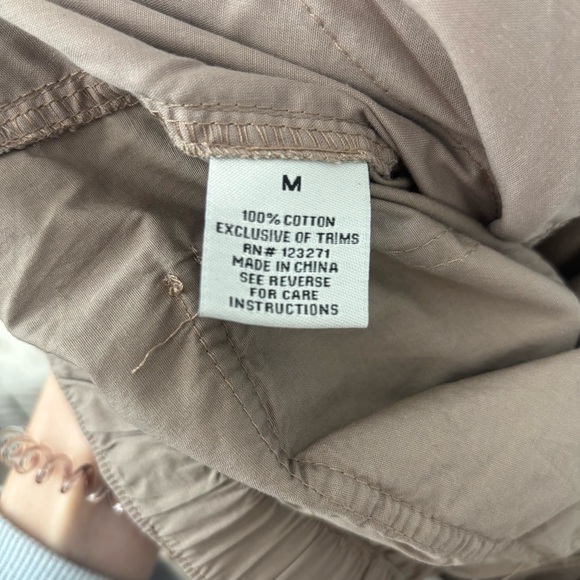 M
100% COTTON
EXCLUSIVE OF TRIMS
RN# 123271
MADE IN CHINA
SEE REVERSE
FOR CARE
INSTRUCTIONS